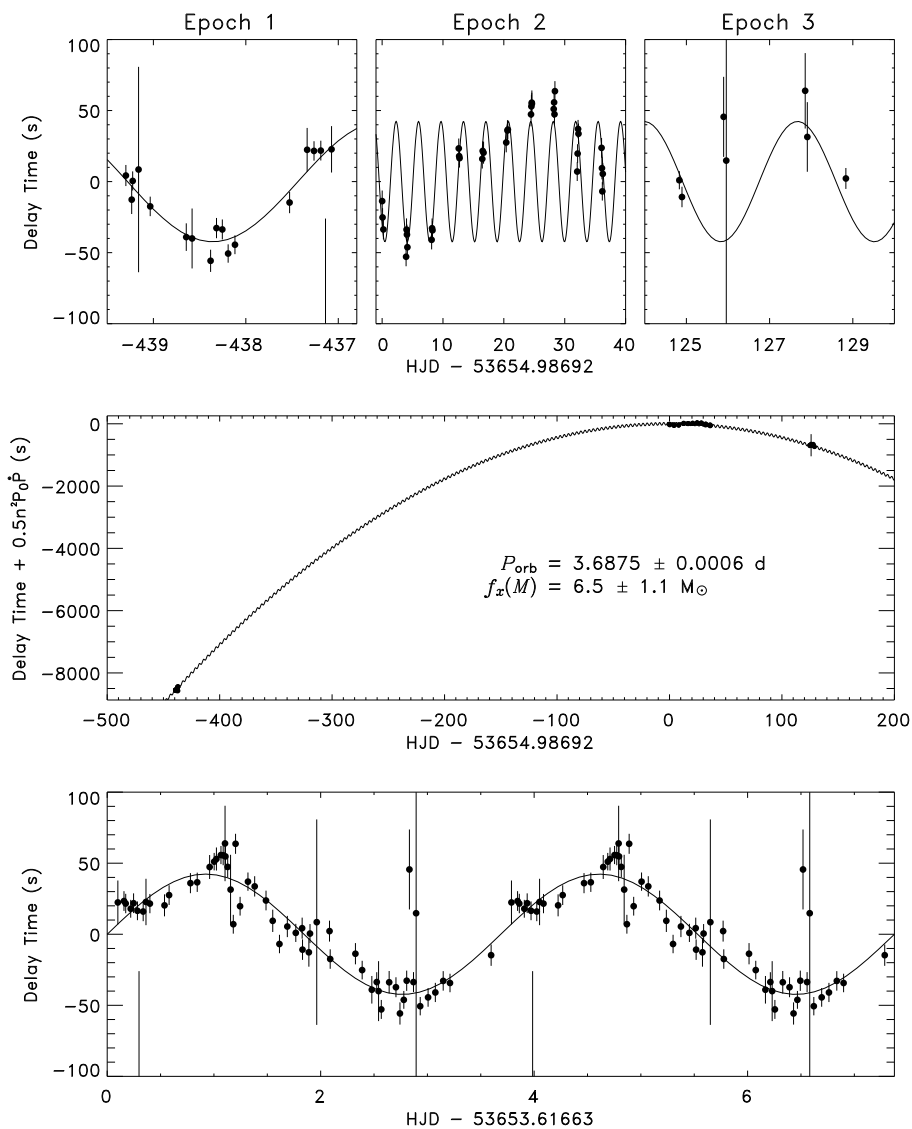 Epoch 1 Epoch 2 Epoch 3
100
50
0
−50
−100
Delay Time (s)
−439 −438 −437 0 10 20 30 40 125 127 129
HJD − 53654.98692
0
−2000
−4000
−6000
−8000
Delay Time + 0.5n²P₀Ṗ (s)
P_orb = 3.6875 ± 0.0006 d
f_x(M) = 6.5 ± 1.1 M☉
−500 −400 −300 −200 −100 0 100 200
HJD − 53654.98692
100
50
0
−50
−100
Delay Time (s)
0 2 4 6
HJD − 53653.61663